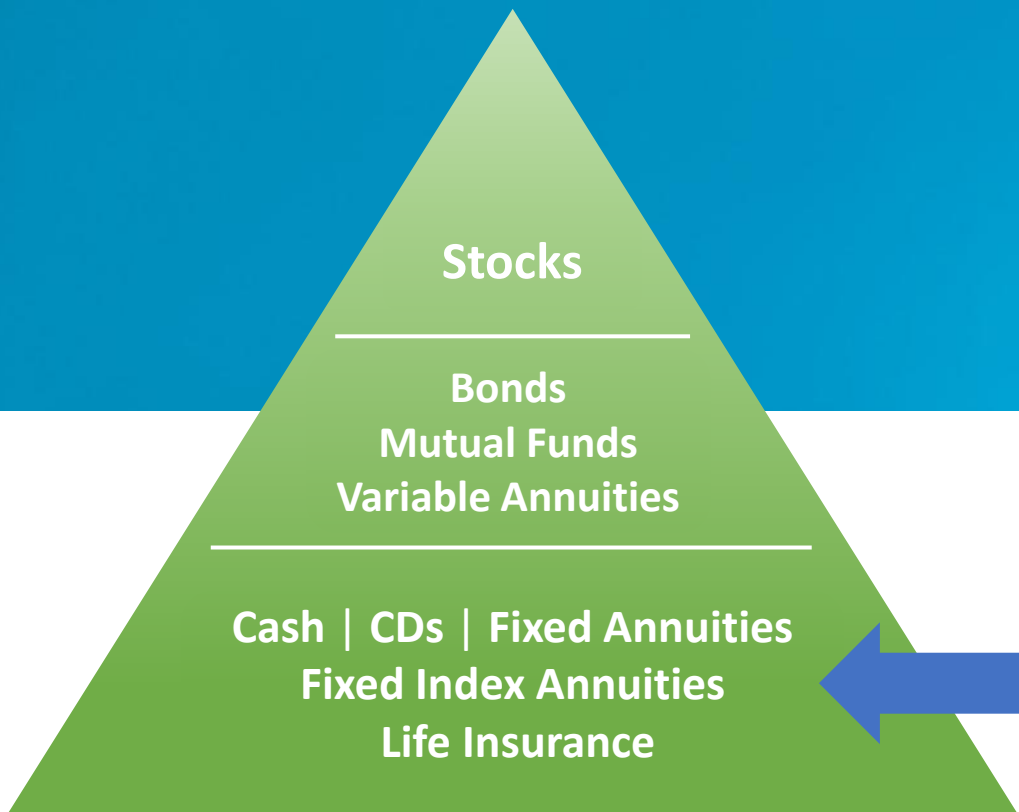 Stocks
Bonds
Mutual Funds
Variable Annuities
Cash | CDs | Fixed Annuities
Fixed Index Annuities
Life Insurance